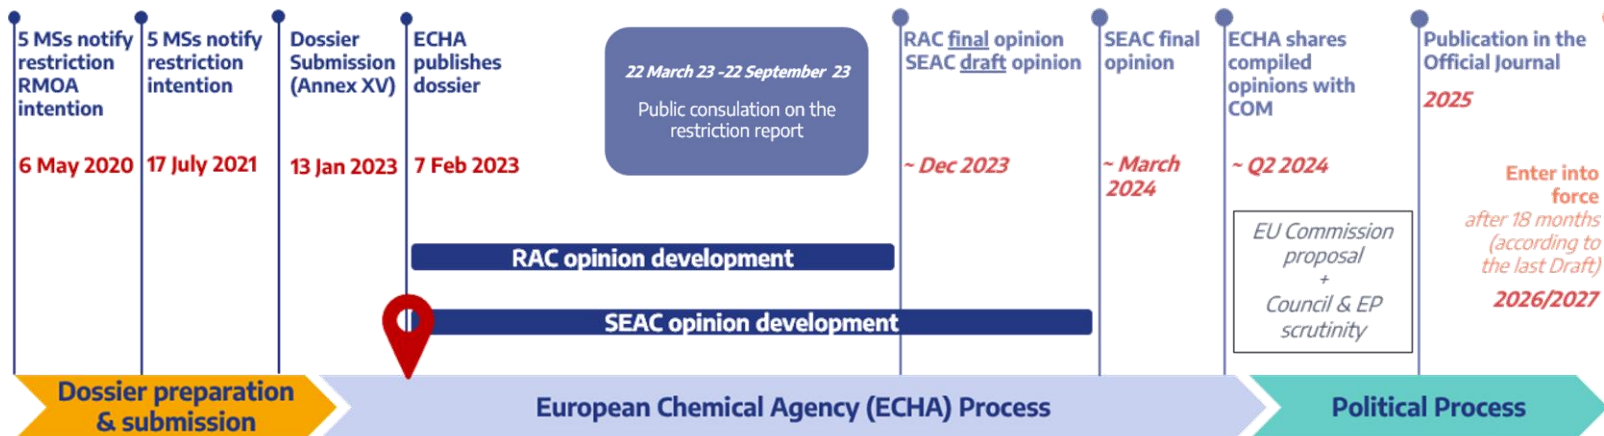 5 MSs notify
restriction
RMOA
intention
6 May 2020
5 MSs notify
restriction
intention
17 July 2021
Dossier
Submission
(Annex XV)
13 Jan 2023
ECHA
publishes
dossier
7 Feb 2023
22 March 23 -22 September 23
Public consulation on the
restriction report
RAC final opinion
SEAC draft opinion
~ Dec 2023
SEAC final
opinion
~ March
2024
ECHA shares
compiled
opinions with
COM
~ Q2 2024
EU Commission
proposal
+
Council & EP
scrutinity
Publication in the
Official Journal
2025
Enter into
force
after 18 months
(according to
the last Draft)
2026/2027
RAC opinion development
SEAC opinion development
Dossier preparation
& submission
European Chemical Agency (ECHA) Process
Political Process